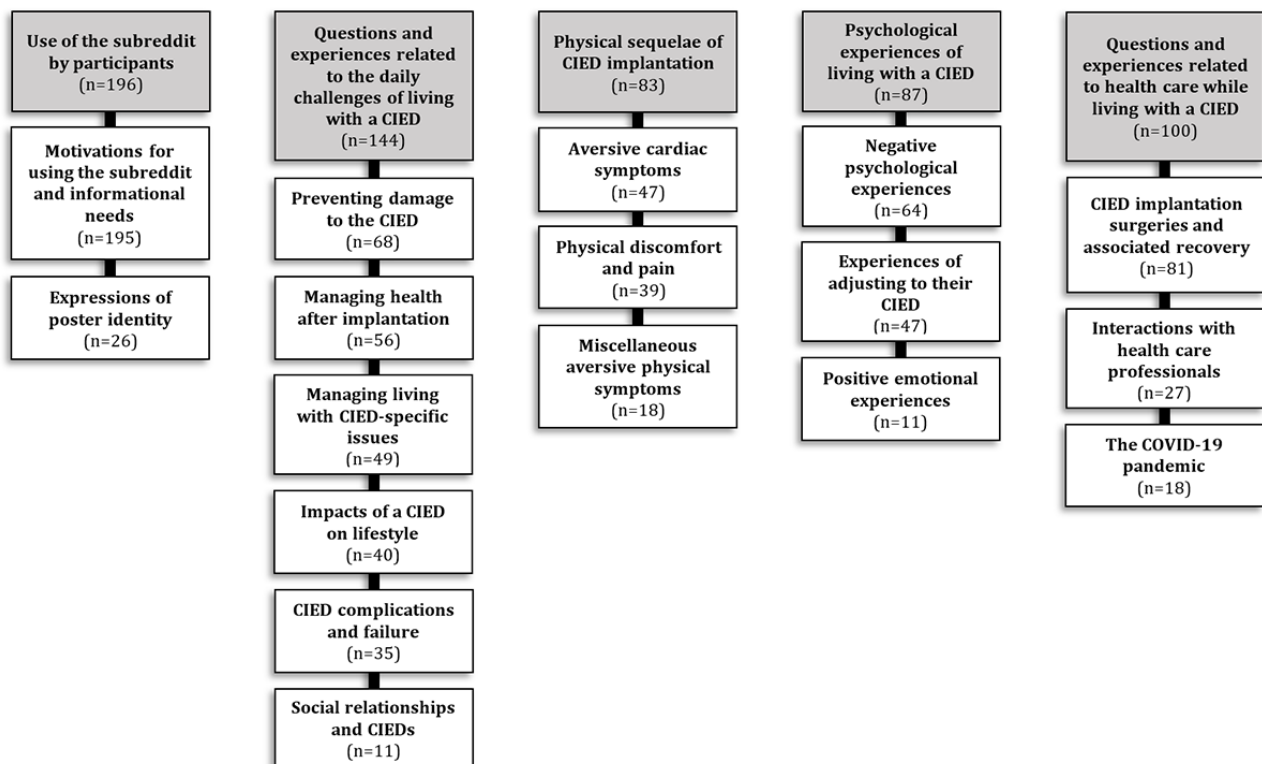 Use of the subreddit
by participants
(n=196)
Motivations for
using the subreddit
and informational
needs
(n=195)
Expressions of
poster identity
(n=26)
Questions and
experiences related
to the daily
challenges of living
with a CIED
(n=144)
Preventing damage
to the CIED
(n=68)
Managing health
after implantation
(n=56)
Managing living
with CIED-specific
issues
(n=49)
Impacts of a CIED
on lifestyle
(n=40)
CIED complications
and failure
(n=35)
Social relationships
and CIEDs
(n=11)
Physical sequelae of
CIED implantation
(n=83)
Aversive cardiac
symptoms
(n=47)
Physical discomfort
and pain
(n=39)
Miscellaneous
aversive physical
symptoms
(n=18)
Psychological
experiences of
living with a CIED
(n=87)
Negative
psychological
experiences
(n=64)
Experiences of
adjusting to their
CIED
(n=47)
Positive emotional
experiences
(n=11)
Questions and
experiences related
to health care while
living with a CIED
(n=100)
CIED implantation
surgeries and
associated recovery
(n=81)
Interactions with
health care
professionals
(n=27)
The COVID-19
pandemic
(n=18)